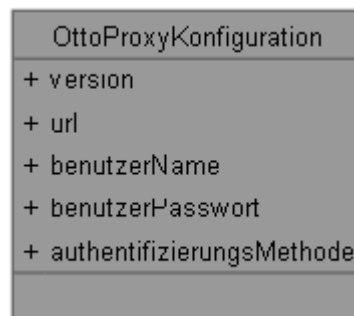 OttoProxyKonfiguration
+ version
+ url
+ benutzerName
+ benutzerPasswort
+ authentifizierungsMethode